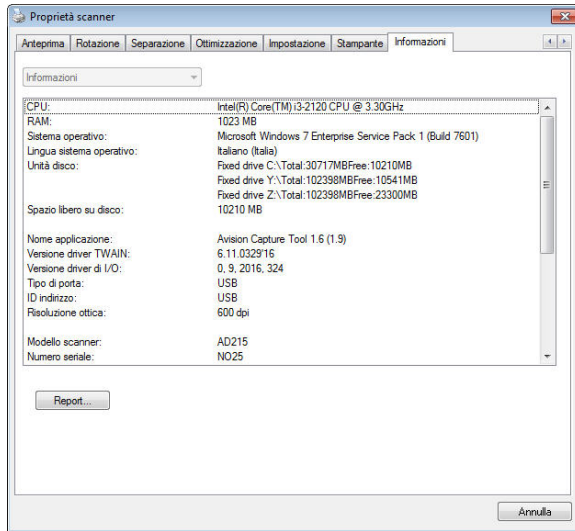 Proprietà scanner
Anteprima Rotazione Separazione Ottimizzazione Impostazione Stampante Informazioni
Informazioni
CPU: Intel(R) Core(TM) i3-2120 CPU @ 3.30GHz
RAM: 1023 MB
Sistema operativo: Microsoft Windows 7 Enterprise Service Pack 1 (Build 7601)
Lingua sistema operativo: Italiano (Italia)
Unità disco: Fixed drive C:\Total:30717MBFree:10210MB
Fixed drive Y:\Total:102398MBFree:10541MB
Fixed drive Z:\Total:102398MBFree:23300MB
Spazio libero su disco: 10210 MB
Nome applicazione: Avision Capture Tool 1.6 (1.9)
Versione driver TWAIN: 6.11.0329'16
Versione driver di I/O: 0, 9, 2016, 324
Tipo di porta: USB
ID indirizzo: USB
Risoluzione ottica: 600 dpi
Modello scanner: AD215
Numero seriale: NO25
Report...
Annulla